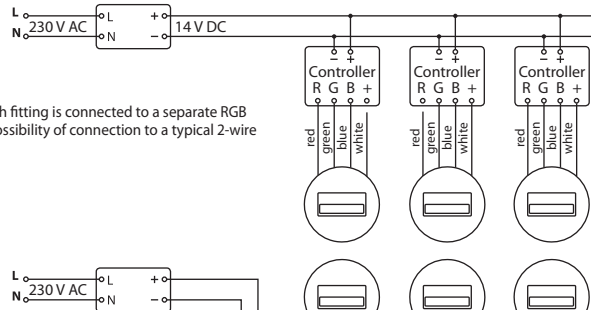 L
230 V AC
N
L
N
+
–
14 V DC
– +
Controller
R G B +
red
green
blue
white
– +
Controller
R G B +
red
green
blue
white
– +
Controller
R G B +
red
green
blue
white
h fitting is connected to a separate RGB
ossibility of connection to a typical 2-wire
L
230 V AC
N
L
N
+
–